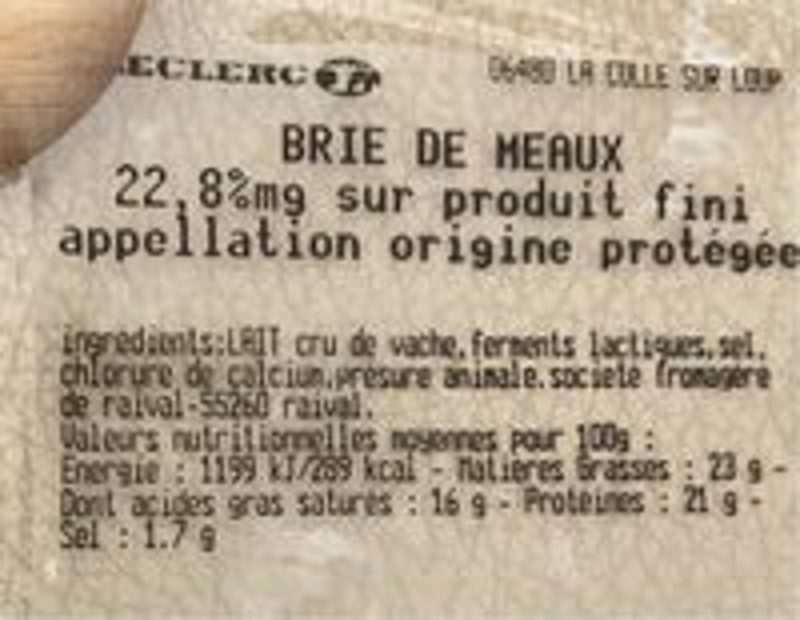 ECLERC
06480 LA COLLE SUR LOUP
BRIE DE MEAUX
22,8%mg sur produit fini
appellation origine protégée
ingredients:LAIT cru de vache,ferments lactiques,sel,
chlorure de calcium,presure animale.societe fromagere
de raival-55260 raival.
Valeurs nutritionnelles moyennes pour 100g :
Energie : 1199 kJ/289 kcal - Matieres Grasses : 23 g -
Dont acides gras saturés : 16 g - Proteines : 21 g -
Sel : 1.7 g